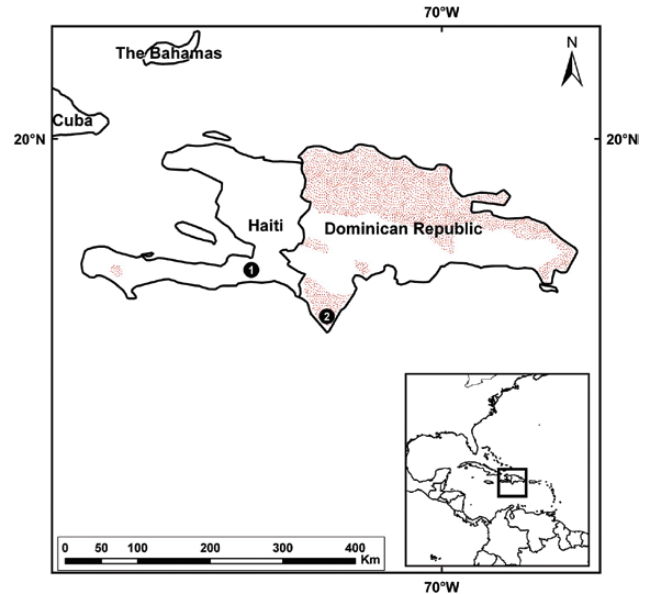 70°W
The Bahamas
N
Cuba
20°N
20°N
Haiti
Dominican Republic
1
2
0 50 100 200 300 400
Km
70°W